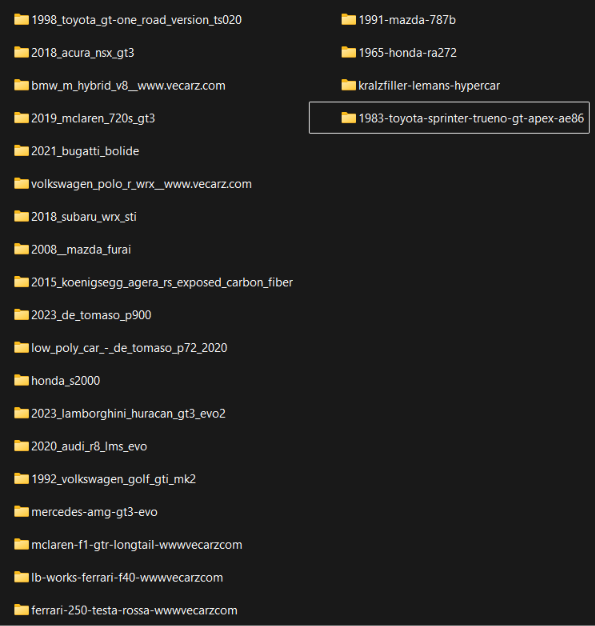 1998_toyota_gt-one_road_version_ts020
2018_acura_nsx_gt3
bmw_m_hybrid_v8__www.vecarz.com
2019_mclaren_720s_gt3
2021_bugatti_bolide
volkswagen_polo_r_wrx__www.vecarz.com
2018_subaru_wrx_sti
2008__mazda_furai
2015_koenigsegg_agera_rs_exposed_carbon_fiber
2023_de_tomaso_p900
low_poly_car_-_de_tomaso_p72_2020
honda_s2000
2023_lamborghini_huracan_gt3_evo2
2020_audi_r8_lms_evo
1992_volkswagen_golf_gti_mk2
mercedes-amg-gt3-evo
mclaren-f1-gtr-longtail-wwwvecarzcom
lb-works-ferrari-f40-wwwvecarzcom
ferrari-250-testa-rossa-wwwvecarzcom
1991-mazda-787b
1965-honda-ra272
kralzfiller-lemans-hypercar
1983-toyota-sprinter-trueno-gt-apex-ae86